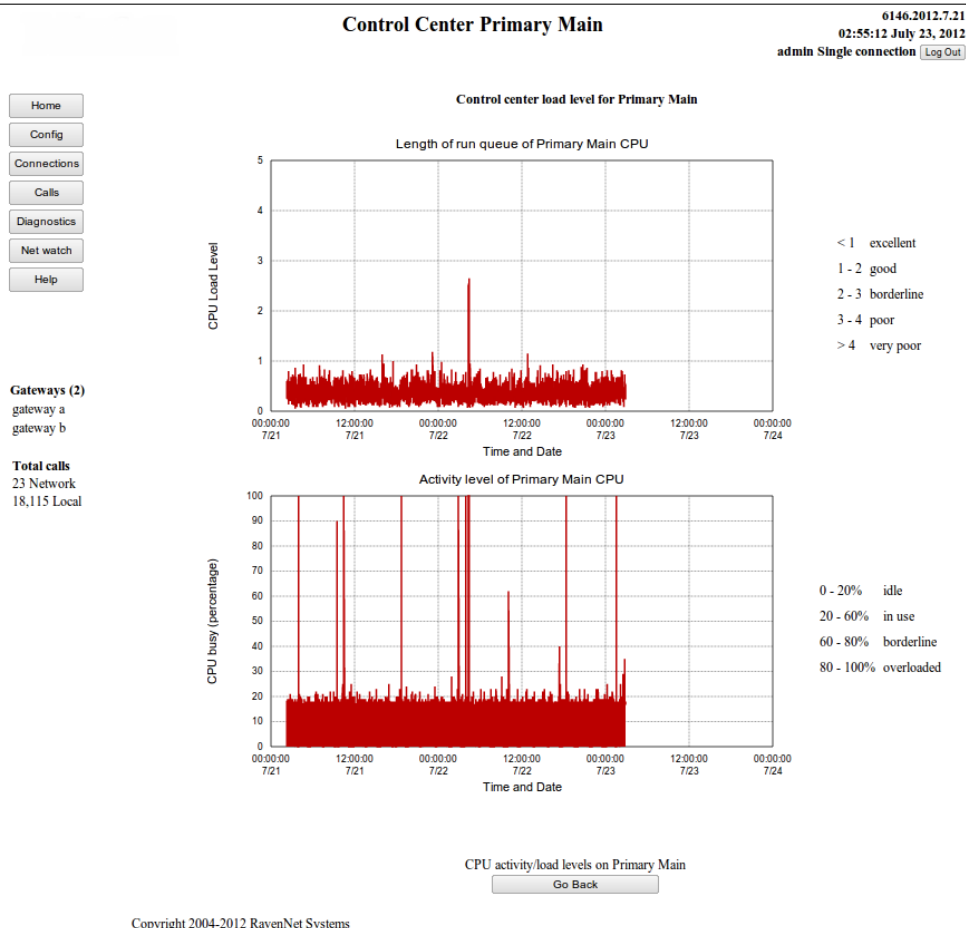 Control Center Primary Main
6146.2012.7.21
02:55:12 July 23, 2012
admin Single connection Log Out
Home
Config
Connections
Calls
Diagnostics
Net watch
Help
Gateways (2)
gateway a
gateway b
Total calls
23 Network
18,115 Local
Control center load level for Primary Main
Length of run queue of Primary Main CPU
CPU Load Level
5
4
3
2
1
0
00:00:00 12:00:00 00:00:00 12:00:00 00:00:00 12:00:00 00:00:00
7/21 7/21 7/22 7/22 7/23 7/23 7/24
Time and Date
< 1 excellent
1 - 2 good
2 - 3 borderline
3 - 4 poor
> 4 very poor
Activity level of Primary Main CPU
CPU busy (percentage)
100
90
80
70
60
50
40
30
20
10
0
00:00:00 12:00:00 00:00:00 12:00:00 00:00:00 12:00:00 00:00:00
7/21 7/21 7/22 7/22 7/23 7/23 7/24
Time and Date
0 - 20% idle
20 - 60% in use
60 - 80% borderline
80 - 100% overloaded
CPU activity/load levels on Primary Main
Go Back
Copyright 2004-2012 RavenNet Systems